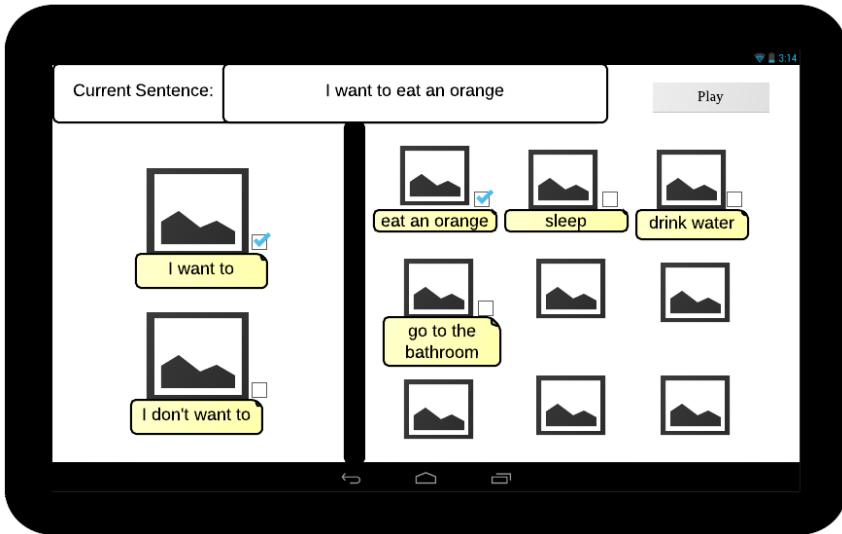 3:14
Current Sentence:
I want to eat an orange
Play
I want to
I don't want to
eat an orange
sleep
drink water
go to the
bathroom